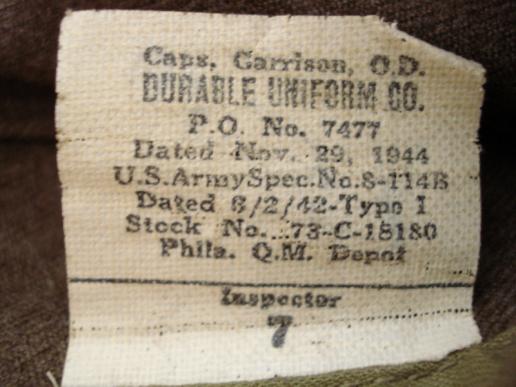 Caps, Garrison, O.D.
DURABLE UNIFORM CO.
P.O. No. 7477
Dated Nov. 29, 1944
U.S.Army Spec.No.8-114B
Dated 6/2/42-Type I
Stock No. 73-C-18180
Phila. Q.M. Depot
Inspector
7